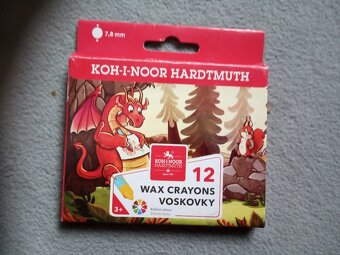 7,8 mm
KOH-I-NOOR HARDTMUTH
KOH-I-NOOR
HARDTMUTH
12
WAX CRAYONS
VOSKOVKY
3+